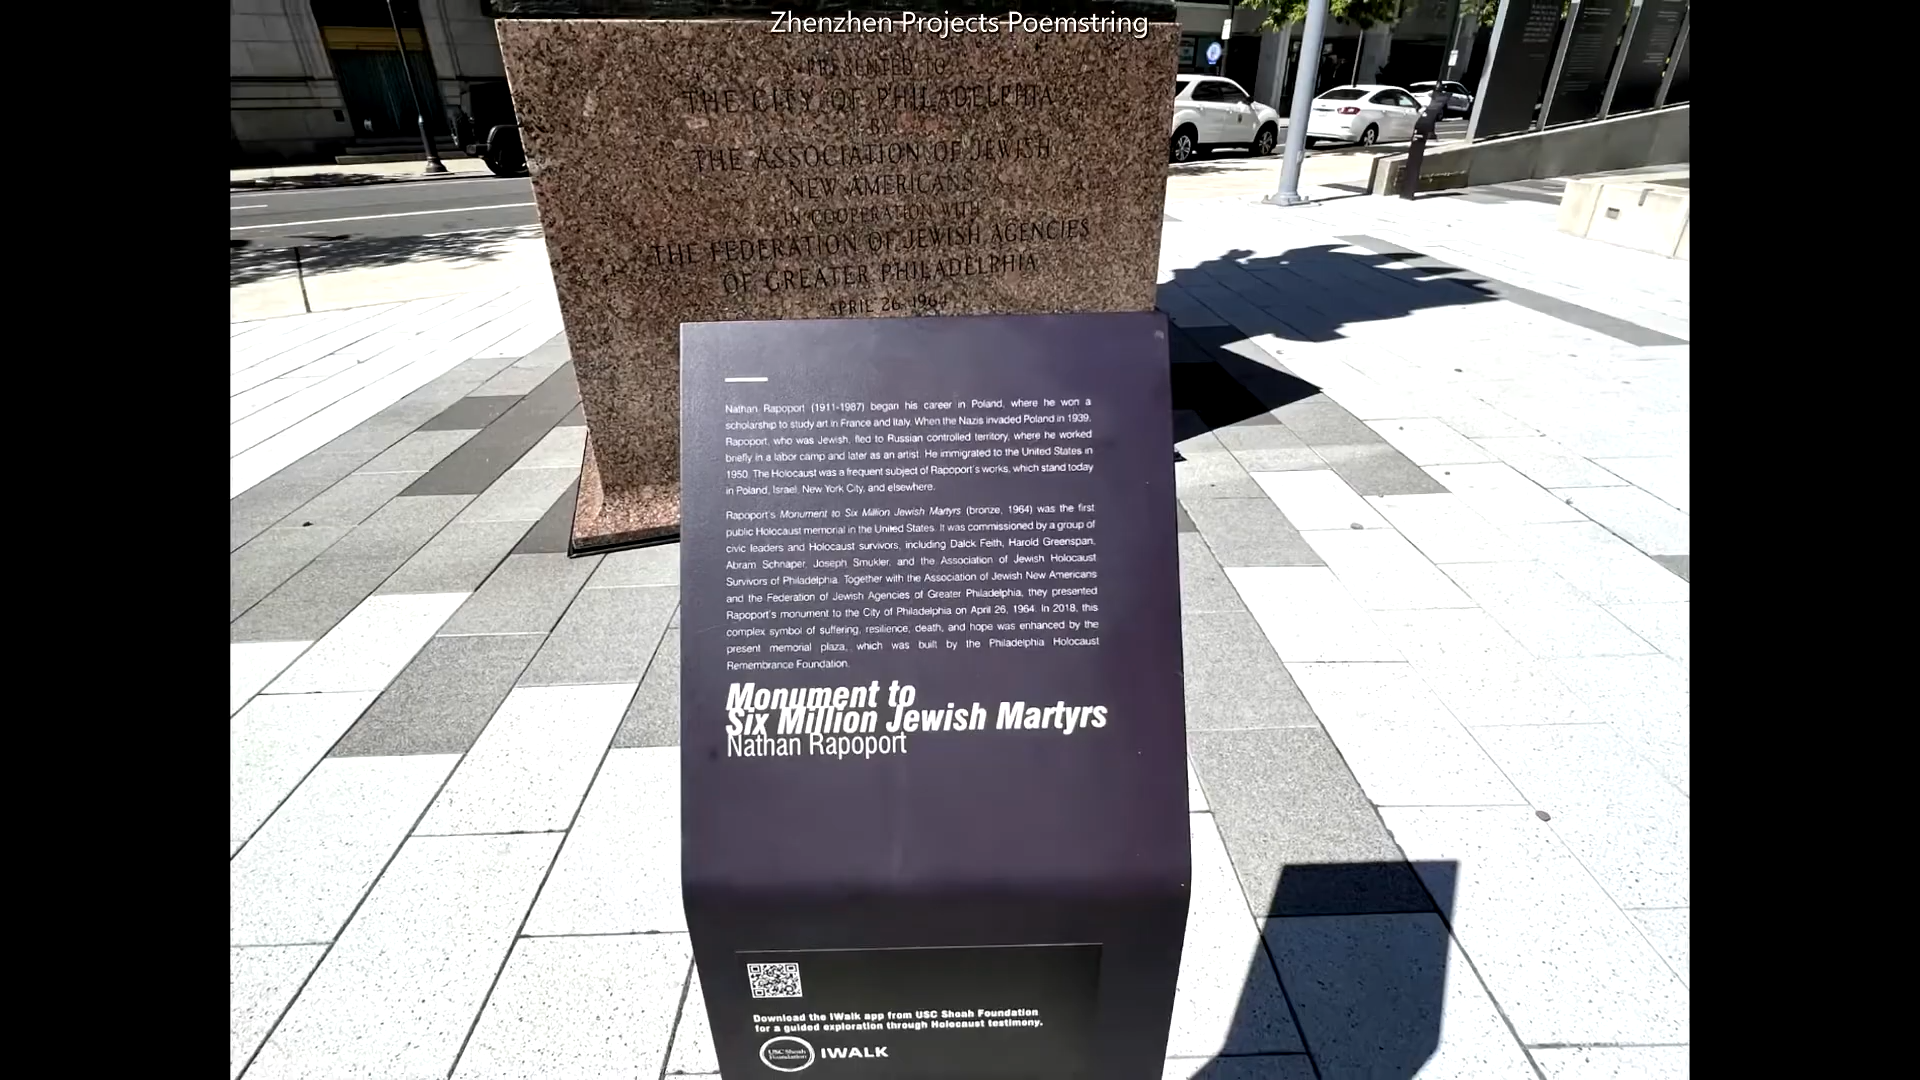 Zhenzhen Projects Poemstring
PRESENTED TO
THE CITY OF PHILADELPHIA
BY
THE ASSOCIATION OF JEWISH
NEW AMERICANS
IN COOPERATION WITH
THE FEDERATION OF JEWISH AGENCIES
OF GREATER PHILADELPHIA
APRIL 26, 1964
Nathan Rapoport (1911-1987) began his career in Poland, where he won a
scholarship to study art in France and Italy. When the Nazis invaded Poland in 1939,
Rapoport, who was Jewish, fled to Russian controlled territory, where he worked
briefly in a labor camp and later as an artist. He immigrated to the United States in
1950. The Holocaust was a frequent subject of Rapoport's works, which stand today
in Poland, Israel, New York City, and elsewhere.
Rapoport's Monument to Six Million Jewish Martyrs (bronze, 1964) was the first
public Holocaust memorial in the United States. It was commissioned by a group of
civic leaders and Holocaust survivors, including Dalck Feith, Harold Greenspan,
Abram Schnaper, Joseph Smukler, and the Association of Jewish Holocaust
Survivors of Philadelphia. Together with the Association of Jewish New Americans
and the Federation of Jewish Agencies of Greater Philadelphia, they presented
Rapoport's monument to the City of Philadelphia on April 26, 1964. In 2018, this
complex symbol of suffering, resilience, death, and hope was enhanced by the
present memorial plaza, which was built by the Philadelphia Holocaust
Remembrance Foundation.
Monument to
Six Million Jewish Martyrs
Nathan Rapoport
Download the IWalk app from USC Shoah Foundation
for a guided exploration through Holocaust testimony.
USC Shoah
Foundation
IWALK